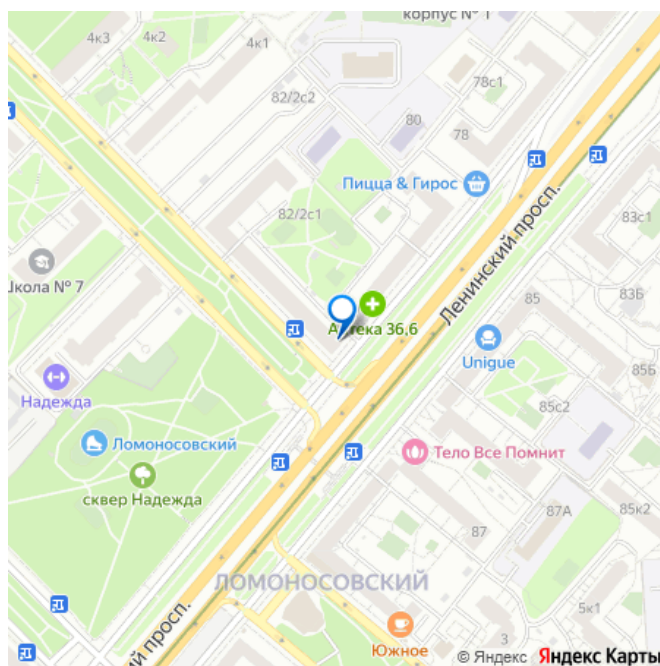 корпус № 1
4к3
4к2
4к1
78с1
82/2с2
80
78
Пицца & Гирос
82/2с1
83с1
Ленинский просп.
Школа № 7
85
83Б
Аптека 36,6
Unigue
85Б
Надежда
85с2
Ломоносовский
Тело Все Помнит
сквер Надежда
87
87А
85к2
ЛОМОНОСОВСКИЙ
5к1
просп.
Южное
3
© Яндекс Яндекс Карты